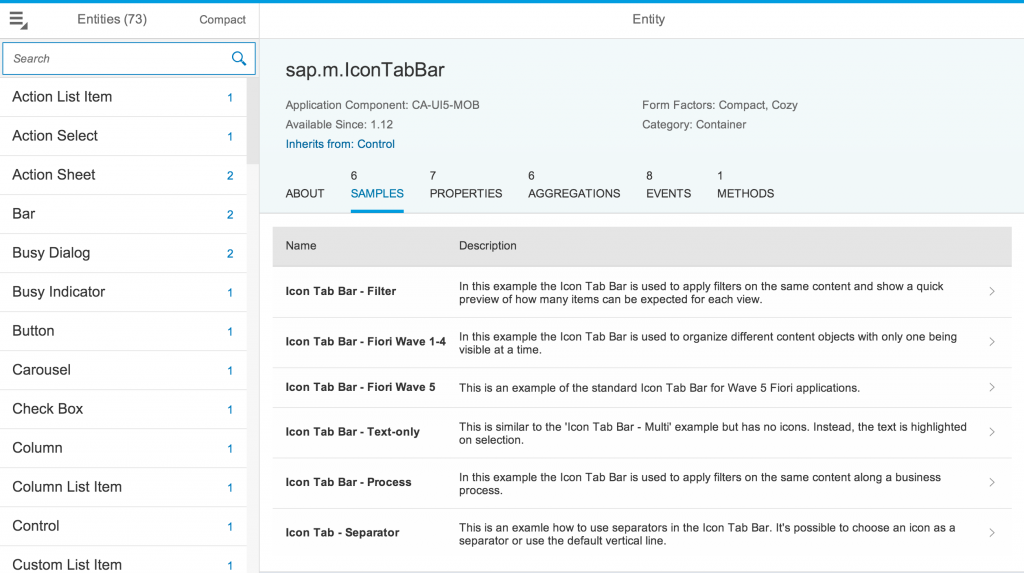 Entities (73)
Compact
Entity
Search
Action List Item 1
Action Select 1
Action Sheet 2
Bar 2
Busy Dialog 2
Busy Indicator 1
Button 1
Carousel 1
Check Box 1
Column 1
Column List Item 1
Control 1
Custom List Item 1
sap.m.IconTabBar
Application Component: CA-UI5-MOB
Available Since: 1.12
Inherits from: Control
Form Factors: Compact, Cozy
Category: Container
6 7 6 8 1
ABOUT SAMPLES PROPERTIES AGGREGATIONS EVENTS METHODS
Name Description
Icon Tab Bar - Filter
In this example the Icon Tab Bar is used to apply filters on the same content and show a quick
preview of how many items can be expected for each view.
Icon Tab Bar - Fiori Wave 1-4
In this example the Icon Tab Bar is used to organize different content objects with only one being
visible at a time.
Icon Tab Bar - Fiori Wave 5
This is an example of the standard Icon Tab Bar for Wave 5 Fiori applications.
Icon Tab Bar - Text-only
This is similar to the 'Icon Tab Bar - Multi' example but has no icons. Instead, the text is highlighted
on selection.
Icon Tab Bar - Process
In this example the Icon Tab Bar is used to apply filters on the same content along a business
process.
Icon Tab - Separator
This is an examle how to use separators in the Icon Tab Bar. It's possible to choose an icon as a
separator or use the default vertical line.